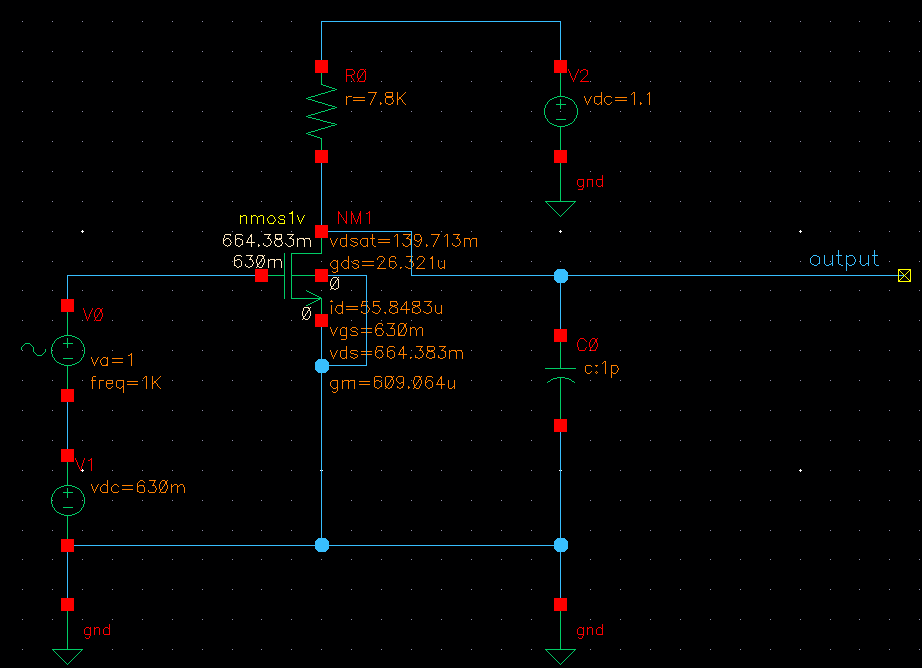 R0
r=7.8K
V2
vdc=1.1
gnd
nmos1v
NM1
664.383m
vdsat=139.713m
630m
gds=26.321u
0
0
id=55.8483u
vgs=630m
vds=664.383m
gm=609.064u
output
V0
va=1
freq=1K
C0
c:1p
V1
vdc=630m
gnd
gnd